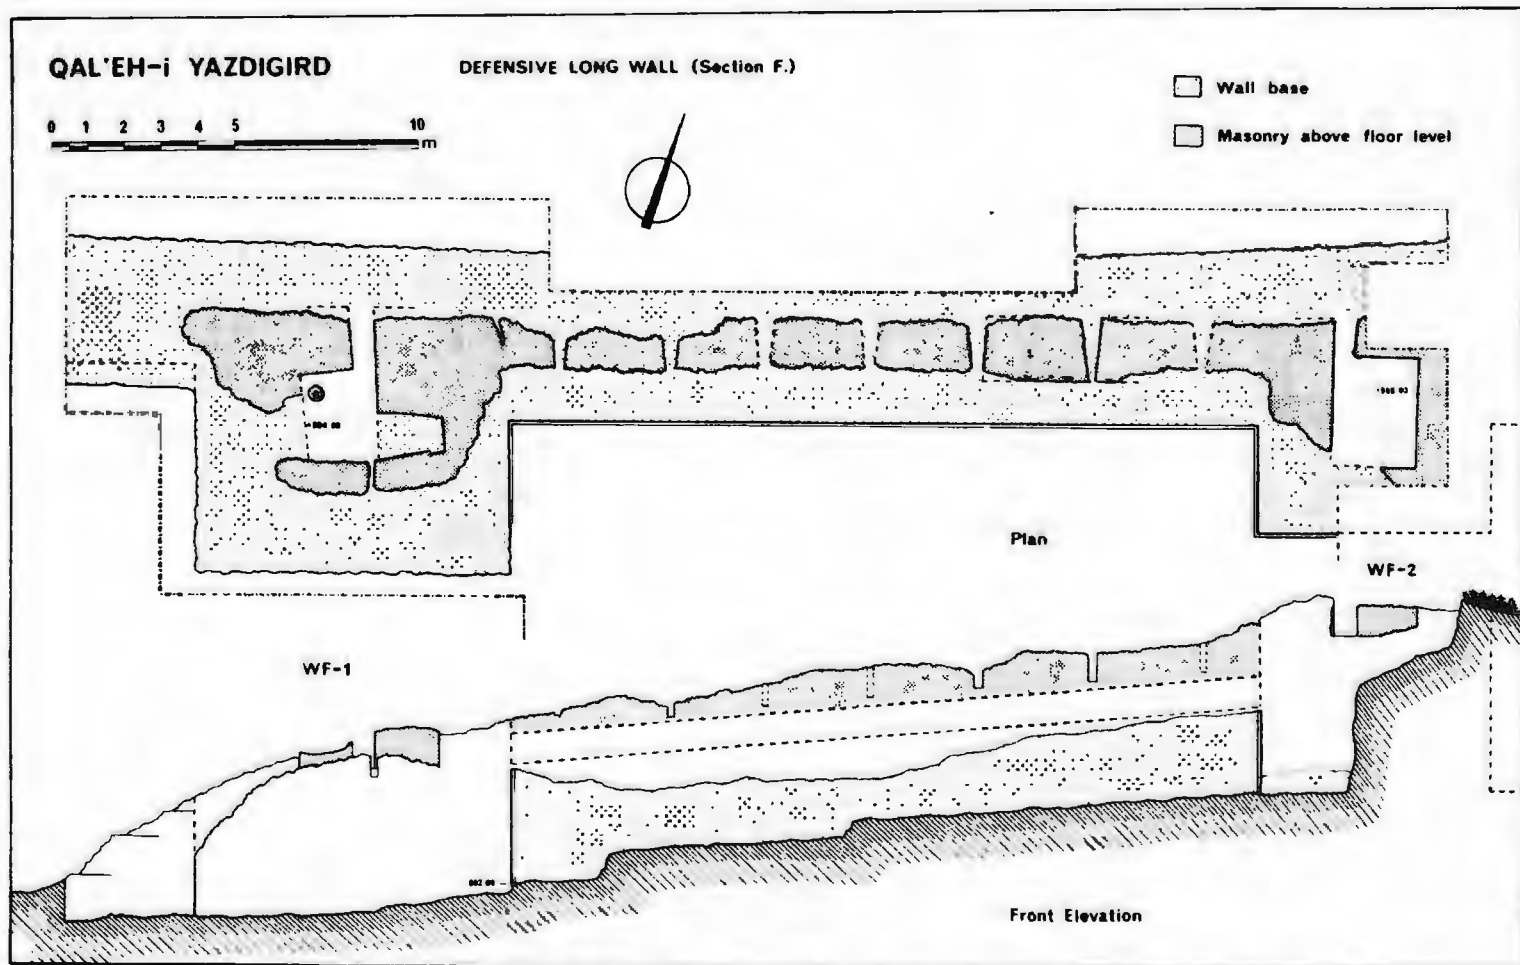 QAL'EH-i YAZDIGIRD
DEFENSIVE LONG WALL (Section F.)
0 1 2 3 4 5 10
m
Wall base
Masonry above floor level
Plan
WF-2
WF-1
Front Elevation